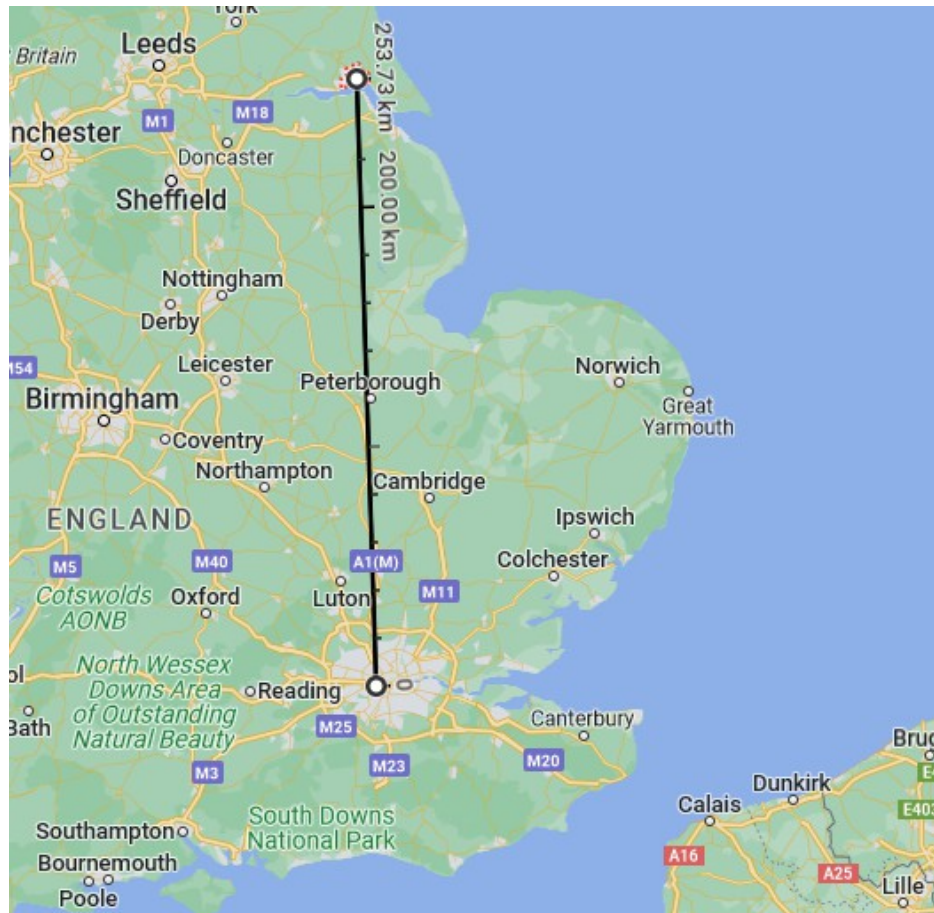 York
Leeds
Britain
253.73 km
M18
M1
nchester
Doncaster
Sheffield
200.00 km
Nottingham
Derby
M54
Leicester
Peterborough
Norwich
Birmingham
Great
Yarmouth
Coventry
Northampton
Cambridge
ENGLAND
Ipswich
M5
M40
A1(M)
Colchester
Cotswolds
AONB
Oxford
Luton
M11
ol
North Wessex
Downs Area
of Outstanding
Natural Beauty
Reading
0
M25
Canterbury
Bath
M3
M23
M20
Brug
Dunkirk
E4
Calais
E403
South Downs
National Park
Southampton
A16
Bournemouth
A25
Poole
Lille